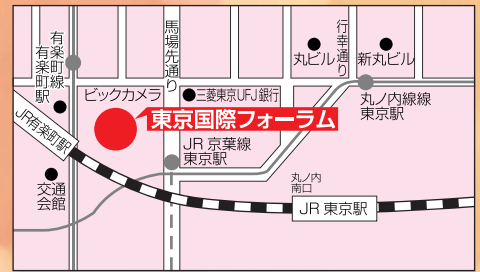 有楽町線
有楽町駅
馬場先通り
行幸通り
丸ビル
新丸ビル
ビックカメラ
三菱東京UFJ銀行
丸ノ内線線
東京駅
東京国際フォーラム
JR有楽町駅
JR 京葉線
東京駅
交通
会館
丸ノ内
南口
JR 東京駅